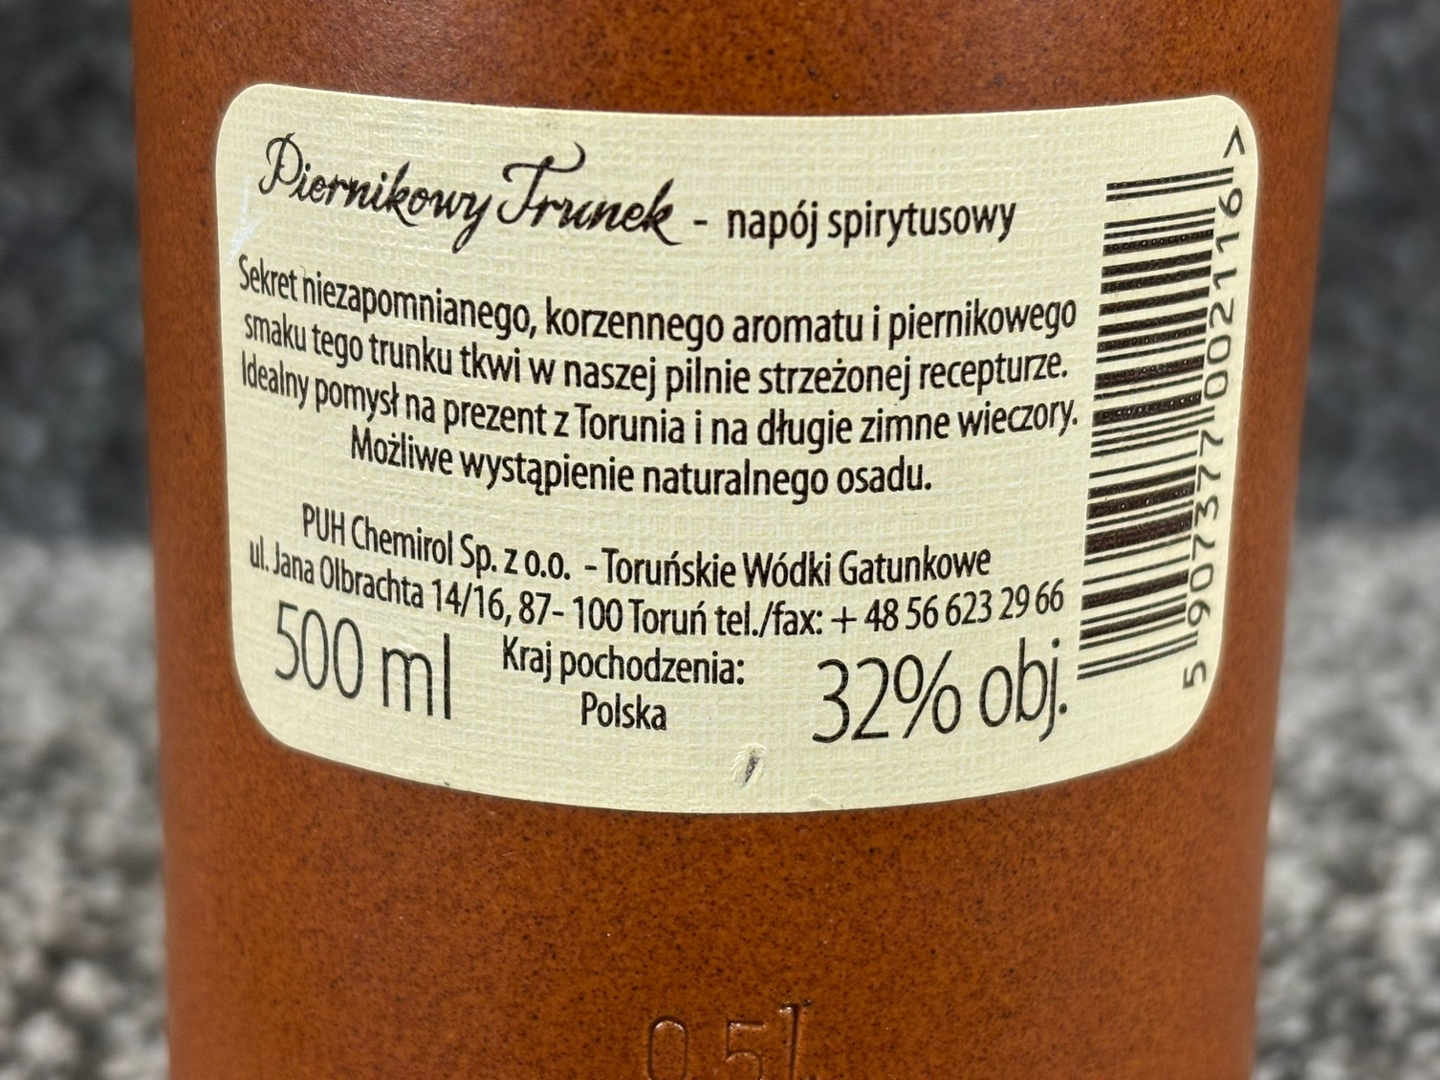 Piernikowy Trunek - napój spirytusowy
Sekret niezapomnianego, korzennego aromatu i piernikowego
smaku tego trunku tkwi w naszej pilnie strzeżonej recepturze.
Idealny pomysł na prezent z Torunia i na długie zimne wieczory.
Możliwe wystąpienie naturalnego osadu.
PUH Chemirol Sp. z o.o. - Toruńskie Wódki Gatunkowe
ul. Jana Olbrachta 14/16, 87- 100 Toruń tel./fax: + 48 56 623 29 66
500 ml
Kraj pochodzenia:
Polska
32% obj.
5 907377 002116 >
0,5l